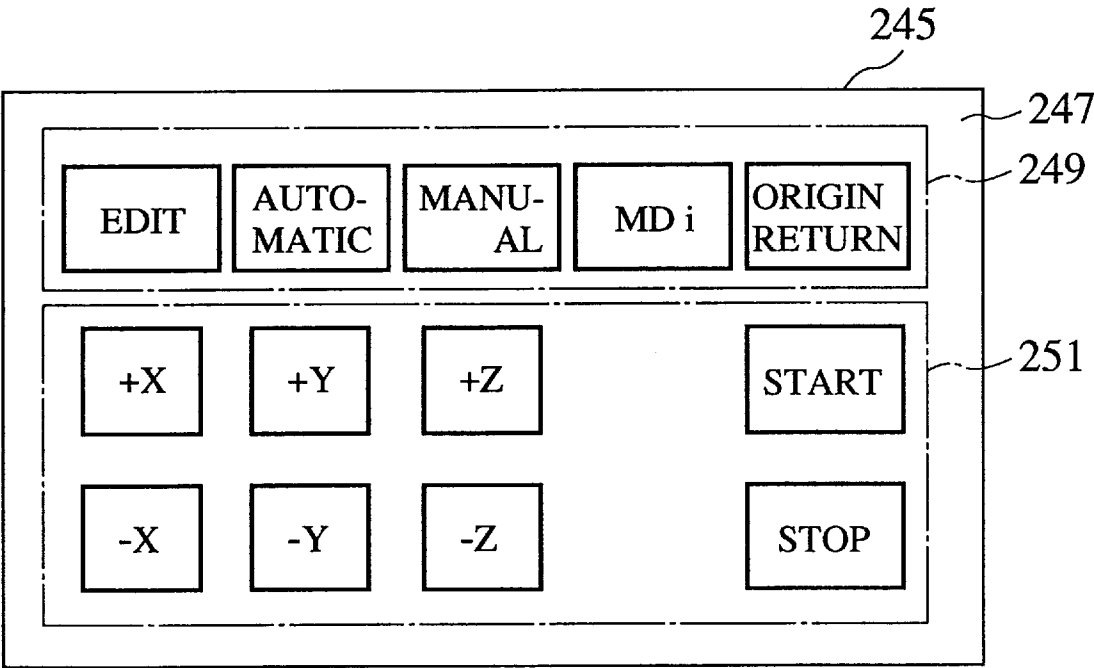 245
247
249
EDIT
AUTO-
MATIC
MANU-
AL
MD i
ORIGIN
RETURN
+X
+Y
+Z
START
251
-X
-Y
-Z
STOP